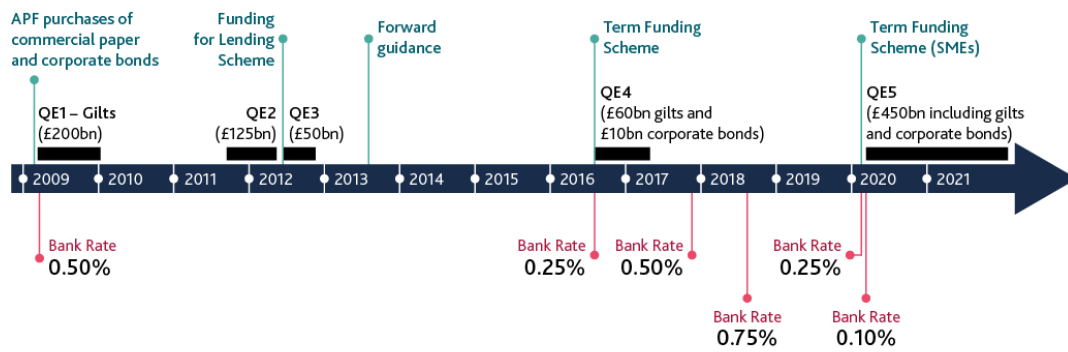 APF purchases of
commercial paper
and corporate bonds
Funding
for Lending
Scheme
Forward
guidance
Term Funding
Scheme
Term Funding
Scheme (SMEs)
QE1 – Gilts
(£200bn)
QE2
(£125bn)
QE3
(£50bn)
QE4
(£60bn gilts and
£10bn corporate bonds)
QE5
(£450bn including gilts
and corporate bonds)
2009 2010 2011 2012 2013 2014 2015 2016 2017 2018 2019 2020 2021
Bank Rate
0.50%
Bank Rate
0.25%
Bank Rate
0.50%
Bank Rate
0.75%
Bank Rate
0.25%
Bank Rate
0.10%